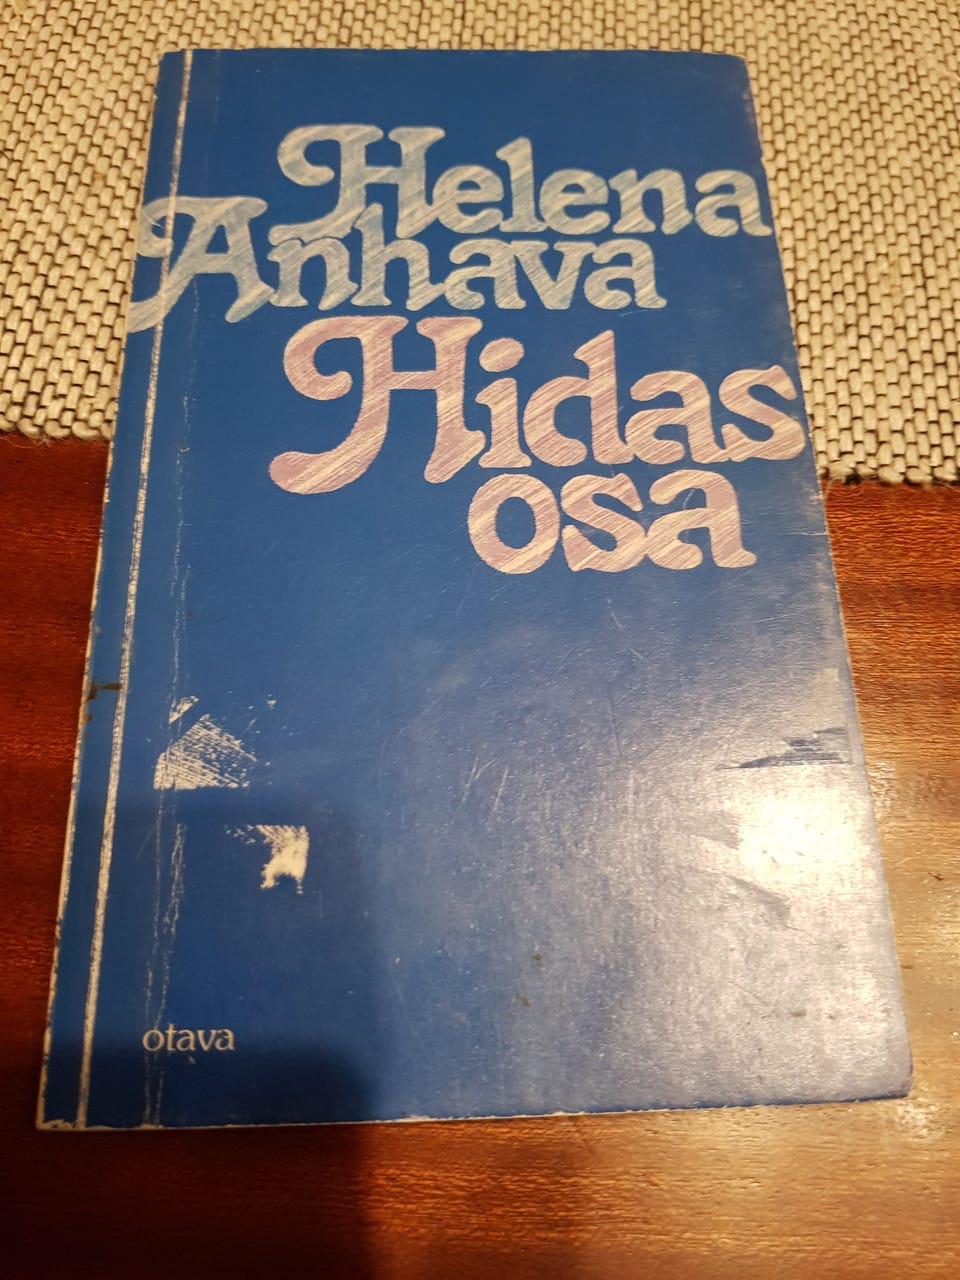 Helena
Anhava
Hidas
osa
otava